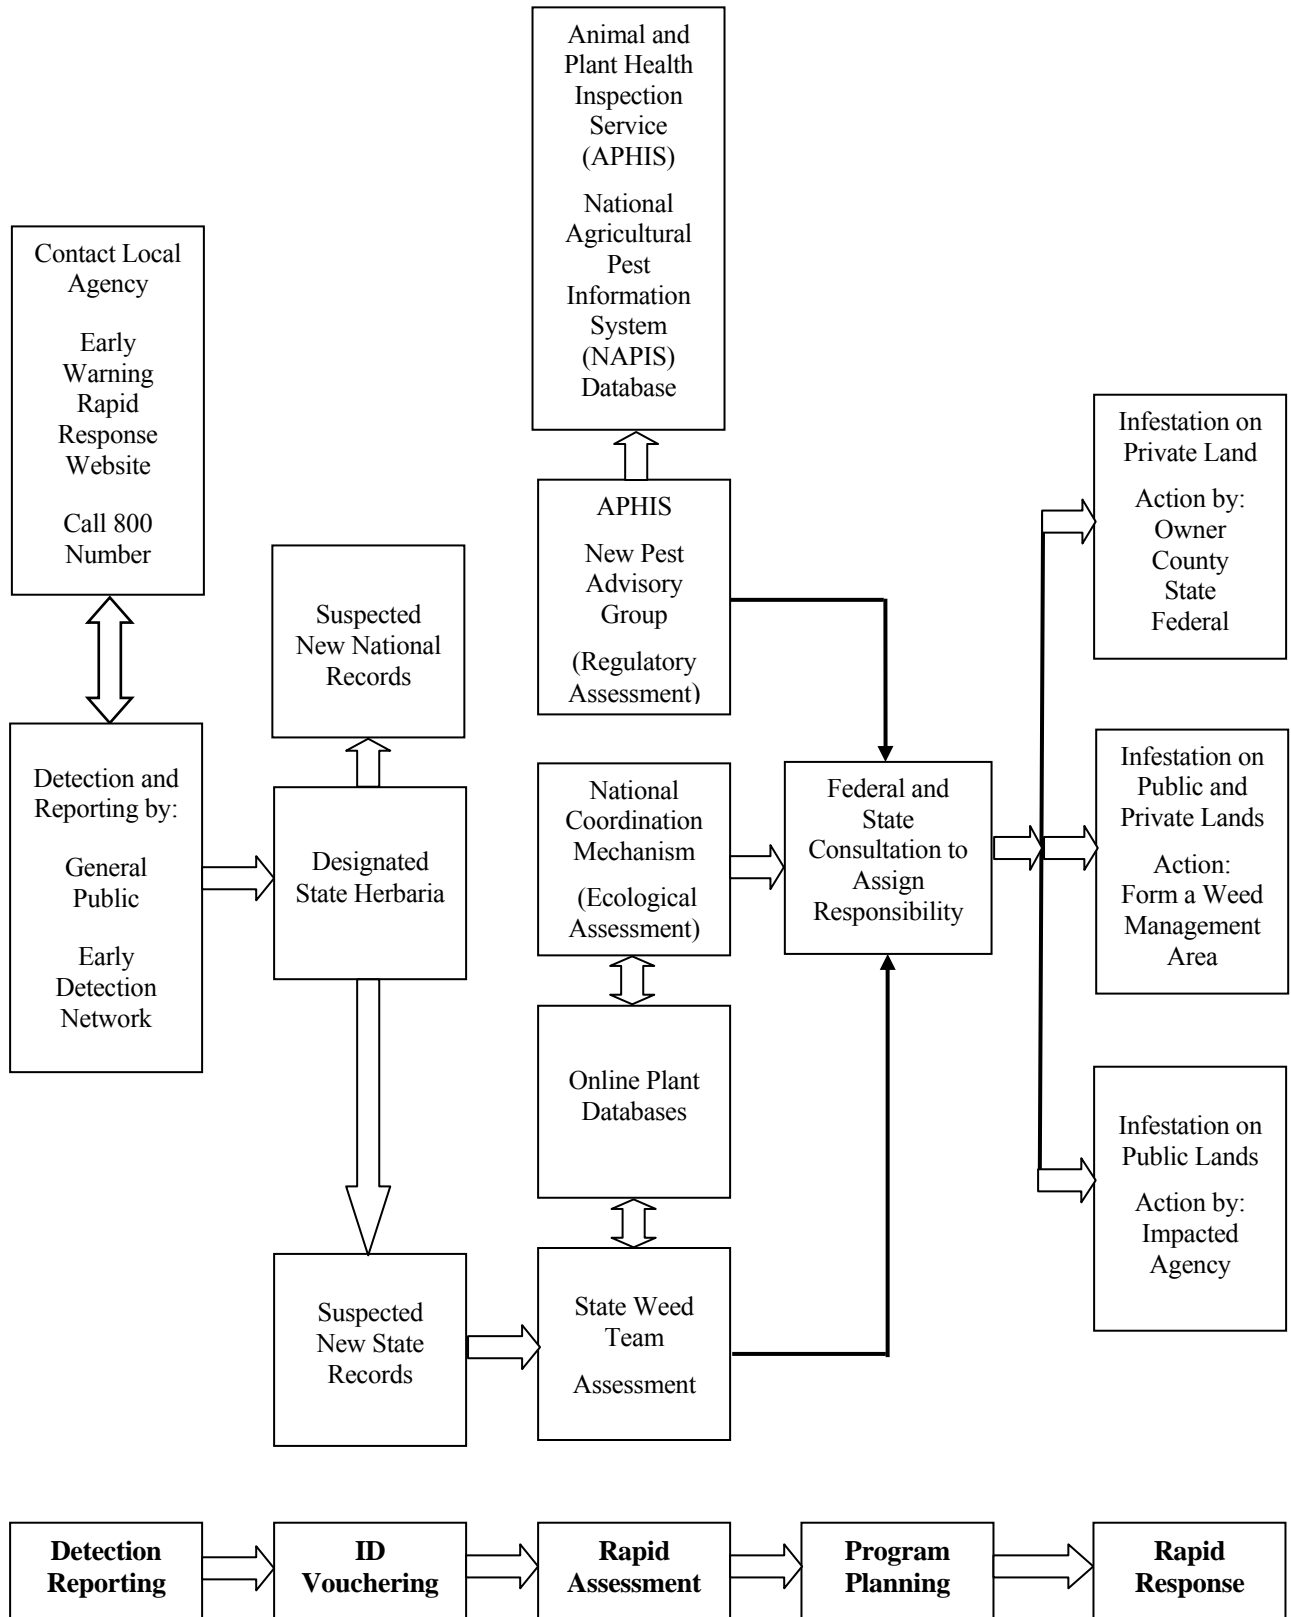 Contact Local
Agency
Early
Warning
Rapid
Response
Website
Call 800
Number
Detection and
Reporting by:
General
Public
Early
Detection
Network
Suspected
New National
Records
Designated
State Herbaria
Suspected
New State
Records
Animal and
Plant Health
Inspection
Service
(APHIS)
National
Agricultural
Pest
Information
System
(NAPIS)
Database
APHIS
New Pest
Advisory
Group
(Regulatory
Assessment)
National
Coordination
Mechanism
(Ecological
Assessment)
Online Plant
Databases
State Weed
Team
Assessment
Federal and
State
Consultation to
Assign
Responsibility
Infestation on
Private Land
Action by:
Owner
County
State
Federal
Infestation on
Public and
Private Lands
Action:
Form a Weed
Management
Area
Infestation on
Public Lands
Action by:
Impacted
Agency
Detection
Reporting
ID
Vouchering
Rapid
Assessment
Program
Planning
Rapid
Response